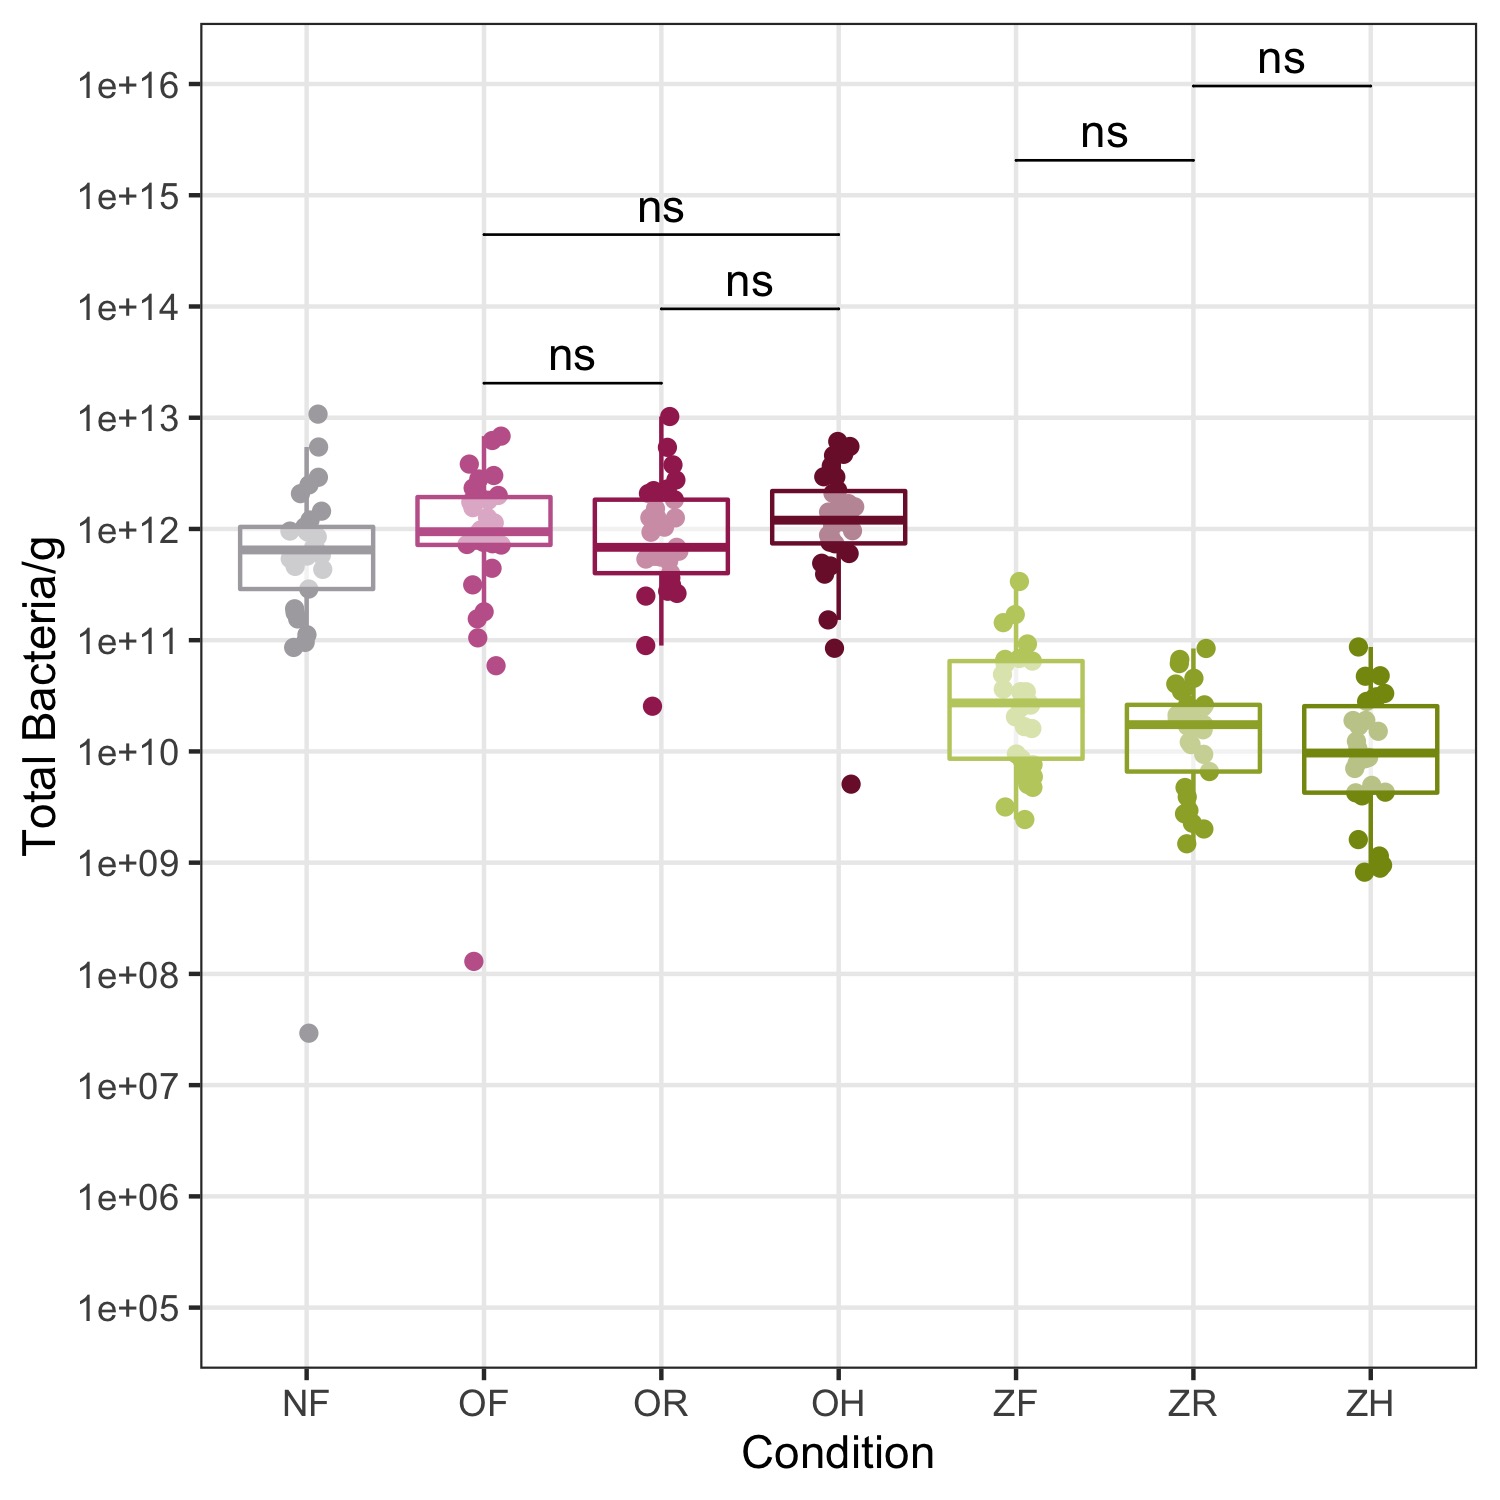 ns
1e+16
ns
1e+15
ns
ns
1e+14
ns
1e+13
1e+12
1e+11
1e+10
1e+09
1e+08
1e+07
1e+06
1e+05
Total Bacteria/g
NF OF OR OH ZF ZR ZH
Condition